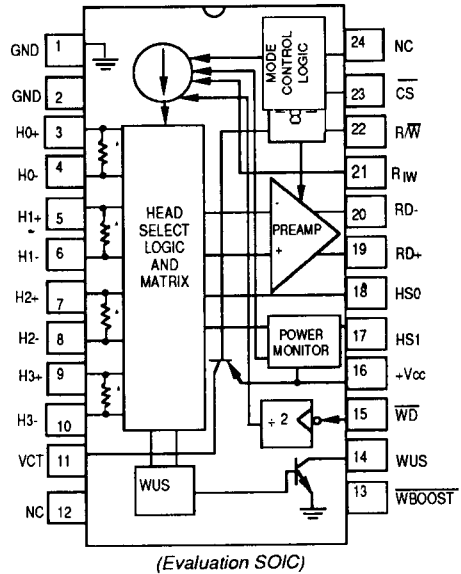 GND 1
GND 2
H0+ 3
H0- 4
H1+ 5
H1- 6
H2+ 7
H2- 8
H3+ 9
H3- 10
VCT 11
NC 12
HEAD
SELECT
LOGIC
AND
MATRIX
WUS
MODE
CONTROL
LOGIC
-
PREAMP
+
POWER
MONITOR
÷ 2
24 NC
23 C̅S̅
22 R/W̅
21 RIW
20 RD-
19 RD+
18 HS0
17 HS1
16 +Vcc
15 W̅D̅
14 WUS
13 W̅B̅O̅O̅S̅T̅
(Evaluation SOIC)